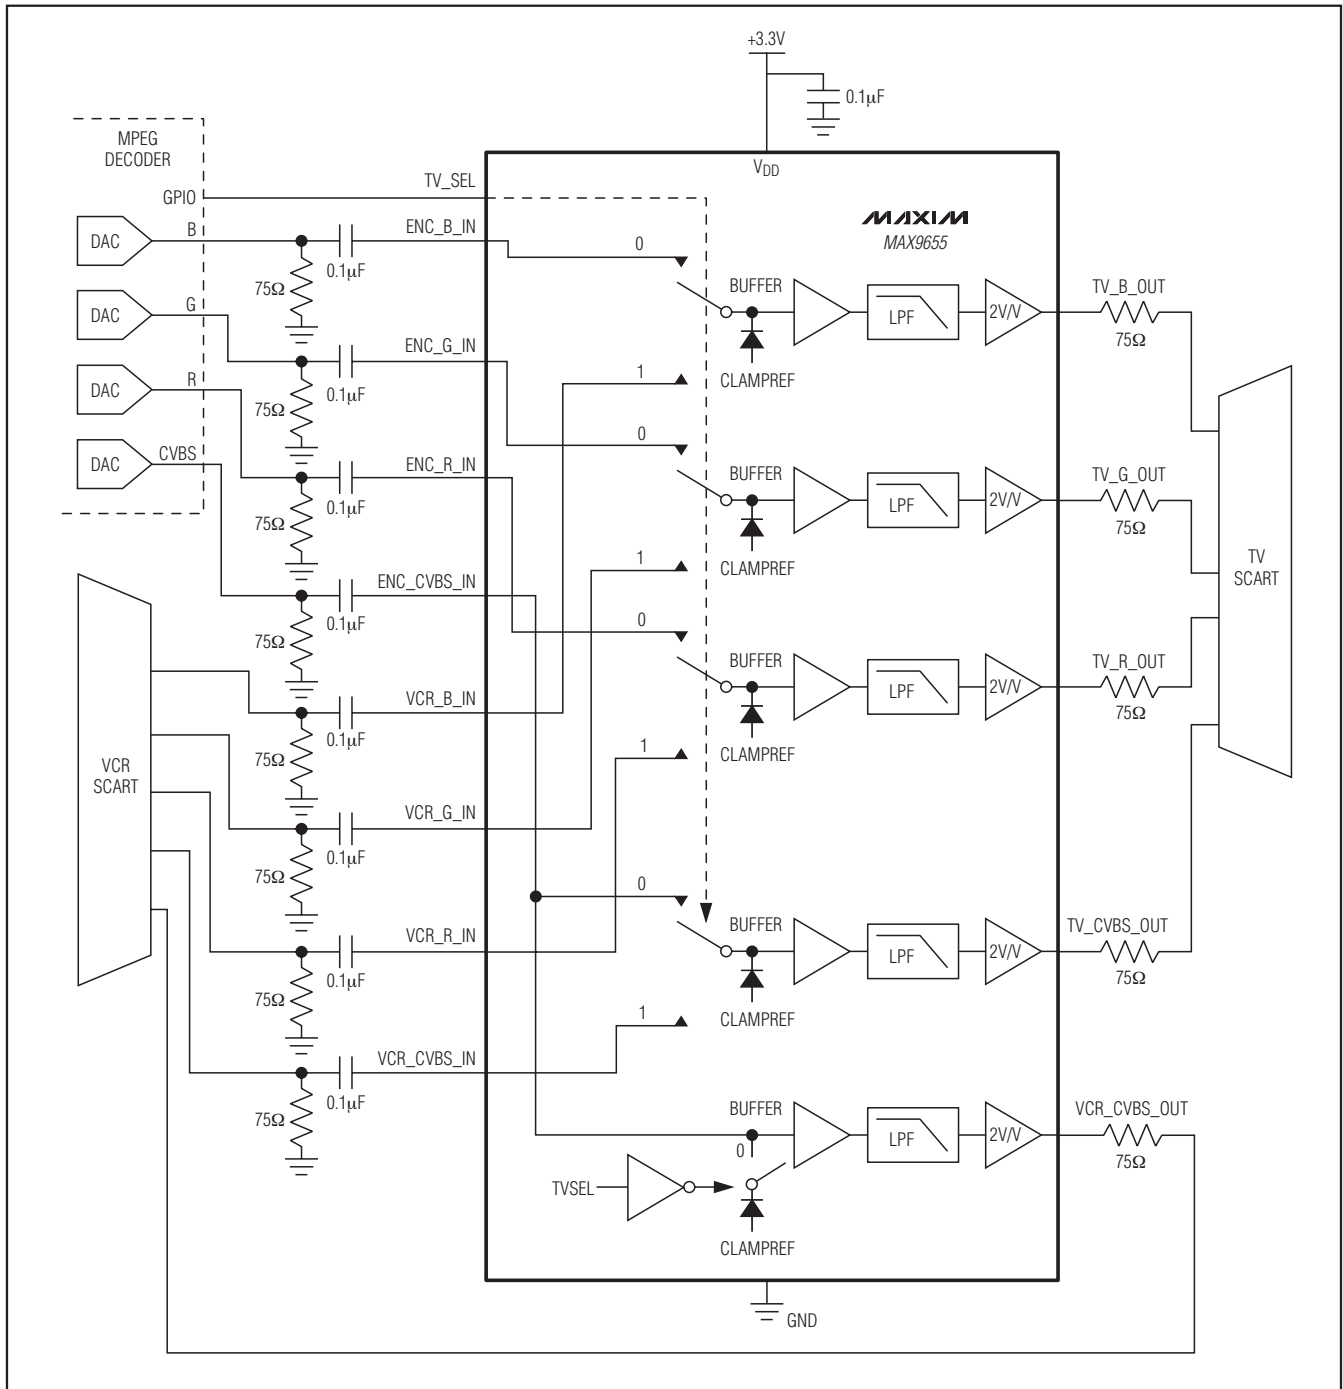 +3.3V
0.1µF
MPEG
DECODER
GPIO
TV_SEL
VDD
MAXIM
MAX9655
DAC
B
ENC_B_IN
0
75Ω
0.1µF
BUFFER
LPF
2V/V
TV_B_OUT
75Ω
CLAMPREF
DAC
G
ENC_G_IN
1
75Ω
0.1µF
DAC
R
ENC_R_IN
0
75Ω
0.1µF
BUFFER
LPF
2V/V
TV_G_OUT
75Ω
CLAMPREF
DAC
CVBS
ENC_CVBS_IN
1
75Ω
0.1µF
TV
SCART
0
BUFFER
LPF
2V/V
TV_R_OUT
75Ω
CLAMPREF
VCR_B_IN
75Ω
0.1µF
1
VCR
SCART
VCR_G_IN
75Ω
0.1µF
0
VCR_R_IN
75Ω
0.1µF
BUFFER
LPF
2V/V
TV_CVBS_OUT
75Ω
CLAMPREF
1
VCR_CVBS_IN
75Ω
0.1µF
BUFFER
LPF
2V/V
VCR_CVBS_OUT
75Ω
0
TVSEL
CLAMPREF
GND